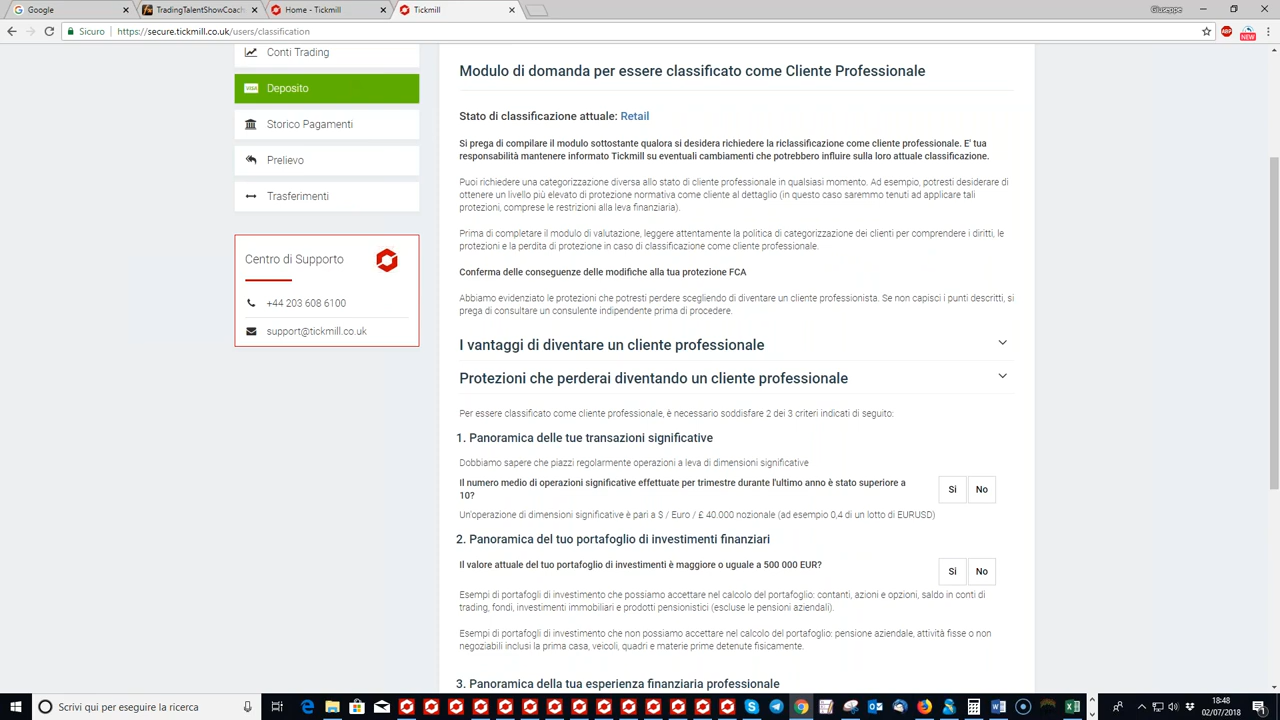 Google
TradingTalentShowCoach
Home - Tickmill
Tickmill
Giuseppe
Sicuro
https://secure.tickmill.co.uk/users/classification
ABP
NEW
Conti Trading
VISA
Deposito
Storico Pagamenti
Prelievo
Trasferimenti
Centro di Supporto
+44 203 608 6100
support@tickmill.co.uk
Modulo di domanda per essere classificato come Cliente Professionale
Stato di classificazione attuale: Retail
Si prega di compilare il modulo sottostante qualora si desidera richiedere la riclassificazione come cliente professionale. E' tua
responsabilità mantenere informato Tickmill su eventuali cambiamenti che potrebbero influire sulla loro attuale classificazione.
Puoi richiedere una categorizzazione diversa allo stato di cliente professionale in qualsiasi momento. Ad esempio, potresti desiderare di
ottenere un livello più elevato di protezione normativa come cliente al dettaglio (in questo caso saremmo tenuti ad applicare tali
protezioni, comprese le restrizioni alla leva finanziaria).
Prima di completare il modulo di valutazione, leggere attentamente la politica di categorizzazione dei clienti per comprendere i diritti, le
protezioni e la perdita di protezione in caso di classificazione come cliente professionale.
Conferma delle conseguenze delle modifiche alla tua protezione FCA
Abbiamo evidenziato le protezioni che potresti perdere scegliendo di diventare un cliente professionista. Se non capisci i punti descritti, si
prega di consultare un consulente indipendente prima di procedere.
I vantaggi di diventare un cliente professionale
Protezioni che perderai diventando un cliente professionale
Per essere classificato come cliente professionale, è necessario soddisfare 2 dei 3 criteri indicati di seguito:
1. Panoramica delle tue transazioni significative
Dobbiamo sapere che piazzi regolarmente operazioni a leva di dimensioni significative
Il numero medio di operazioni significative effettuate per trimestre durante l'ultimo anno è stato superiore a
10?
Si No
Un'operazione di dimensioni significative è pari a $ / Euro / £ 40.000 nozionale (ad esempio 0,4 di un lotto di EURUSD)
2. Panoramica del tuo portafoglio di investimenti finanziari
Il valore attuale del tuo portafoglio di investimenti è maggiore o uguale a 500 000 EUR?
Si No
Esempi di portafogli di investimento che possiamo accettare nel calcolo del portafoglio: contanti, azioni e opzioni, saldo in conti di
trading, fondi, investimenti immobiliari e prodotti pensionistici (escluse le pensioni aziendali).
Esempi di portafogli di investimento che non possiamo accettare nel calcolo del portafoglio: pensione aziendale, attività fisse o non
negoziabili inclusi la prima casa, veicoli, quadri e materie prime detenute fisicamente.
3. Panoramica della tua esperienza finanziaria professionale
Scrivi qui per eseguire la ricerca
18:48
02/07/2018